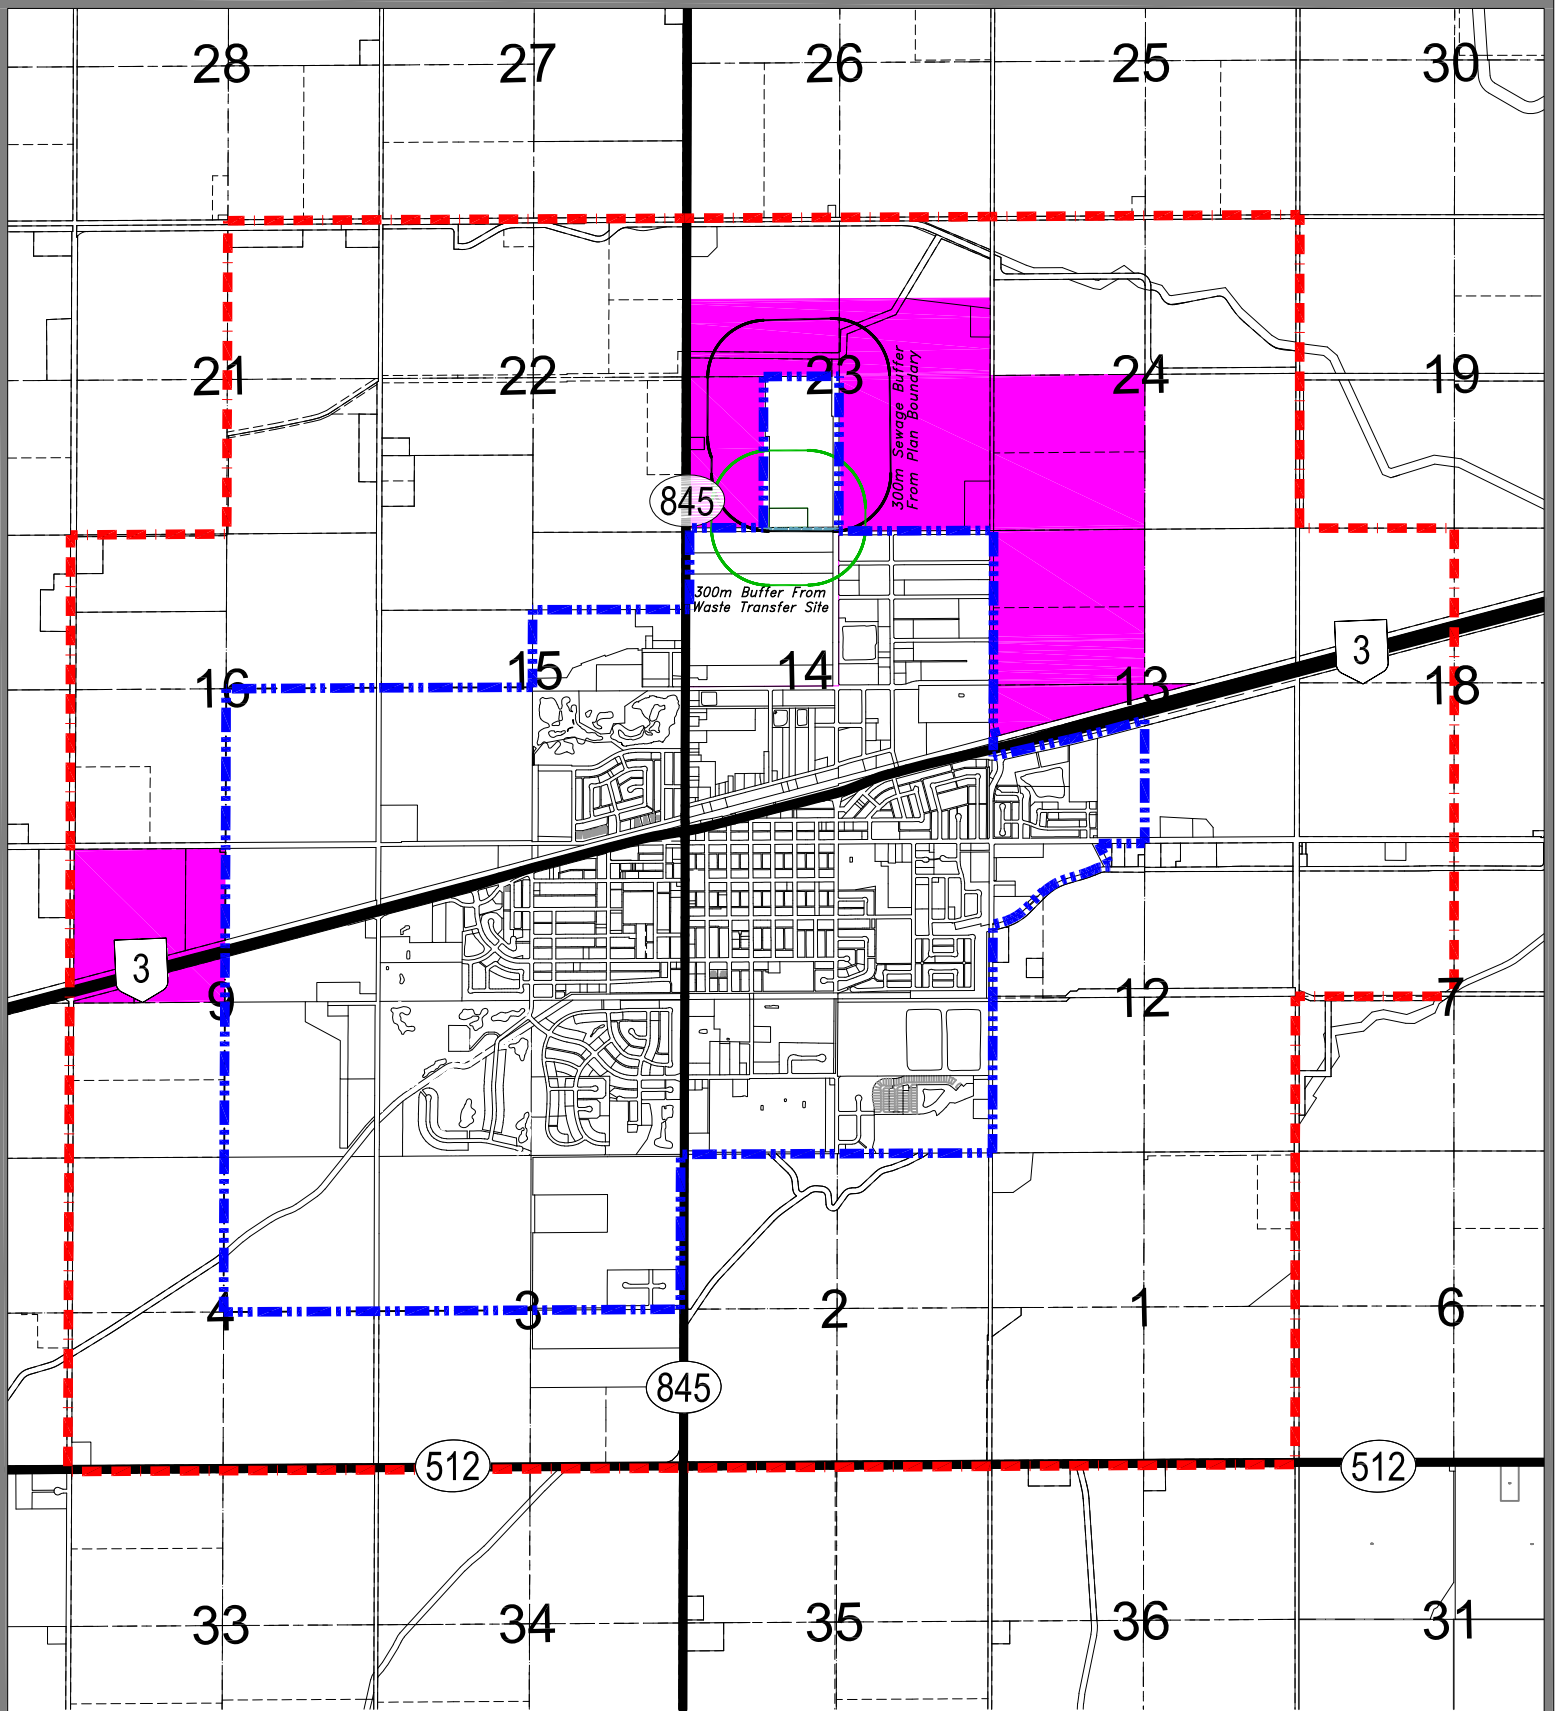 28 27 26 25 30
21 22 23 24 19
300m Sewage Buffer
From Plan Boundary
845
300m Buffer From
Waste Transfer Site
3
16 15 14 13 18
3
9 12 7
4 3 2 1 6
845
512 512
33 34 35 36 31